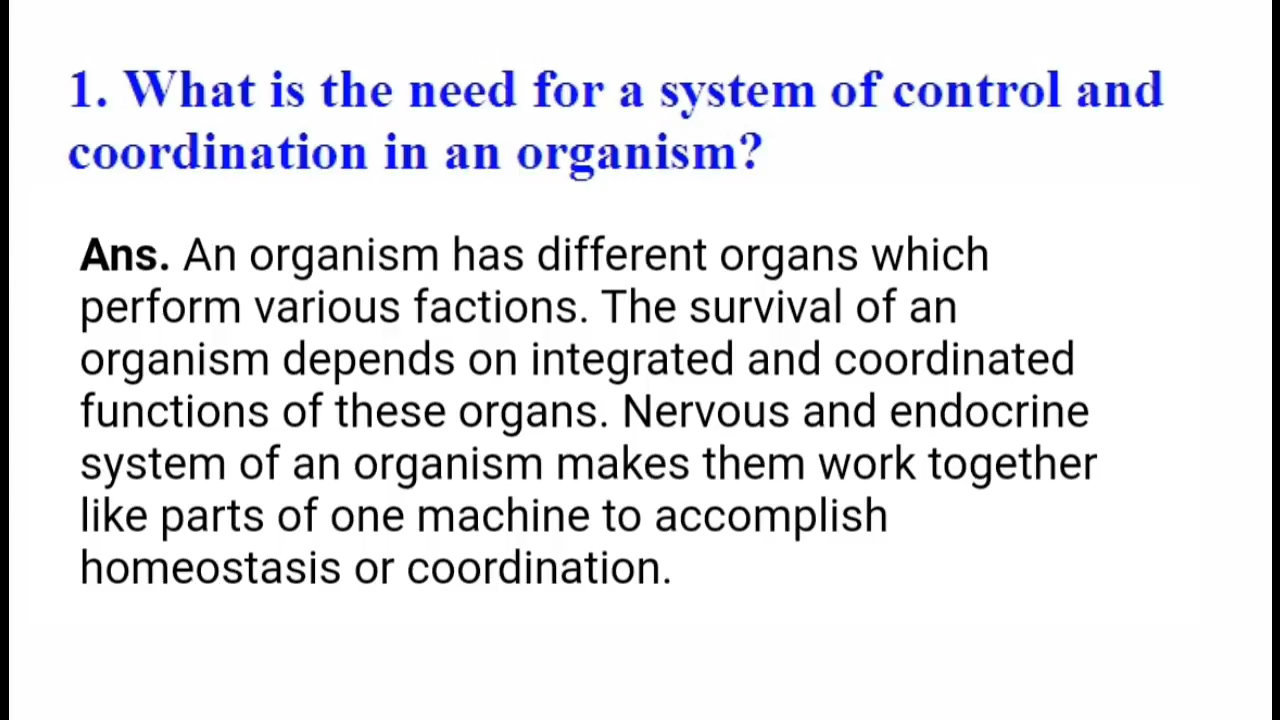 1. What is the need for a system of control and
coordination in an organism?
Ans. An organism has different organs which
perform various factions. The survival of an
organism depends on integrated and coordinated
functions of these organs. Nervous and endocrine
system of an organism makes them work together
like parts of one machine to accomplish
homeostasis or coordination.